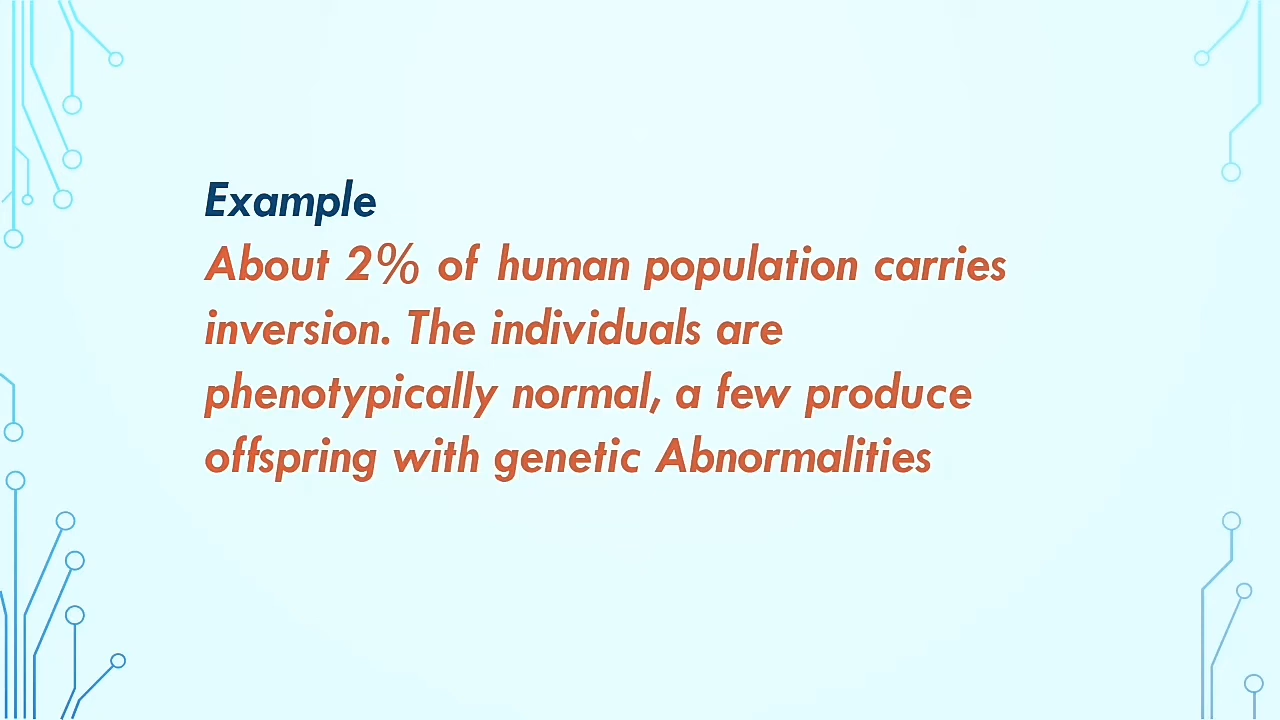 Example
About 2% of human population carries
inversion. The individuals are
phenotypically normal, a few produce
offspring with genetic Abnormalities